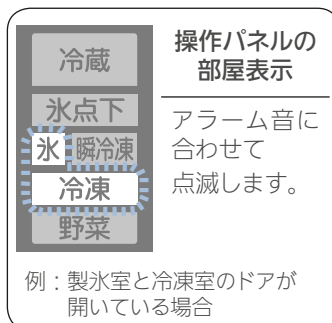 冷蔵
氷点下
氷 瞬冷凍
冷凍
野菜
操作パネルの
部屋表示
アラーム音に
合わせて
点滅します。
例：製氷室と冷凍室のドアが
開いている場合